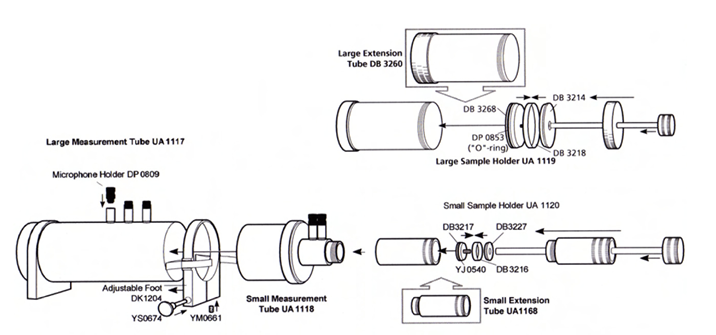 Large Extension
Tube DB 3260
DB 3268
DB 3214
DP 0853
("O"-ring)
DB 3218
Large Sample Holder UA 1119
Large Measurement Tube UA 1117
Microphone Holder DP 0809
Small Sample Holder UA 1120
DB3217
DB3227
YJ0540
DB3216
Adjustable Foot
DK1204
YS0674
YM0661
Small Measurement
Tube UA 1118
Small Extension
Tube UA1168